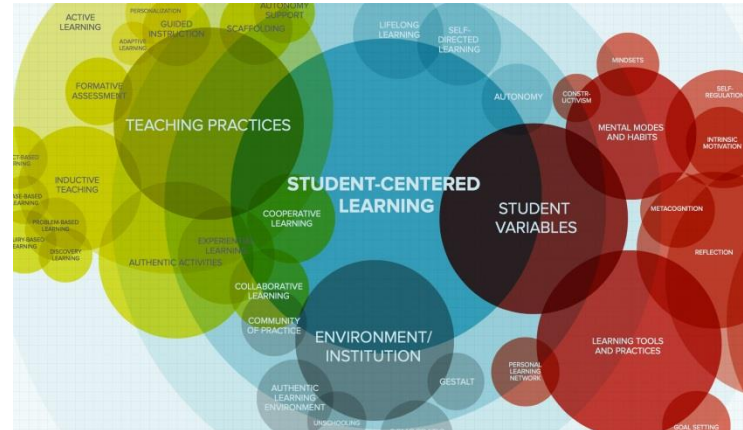 ACTIVE
LEARNING
PERSONALIZATION
ADAPTIVE
LEARNING
GUIDED
INSTRUCTION
AUTONOMY
SUPPORT
SCAFFOLDING
FORMATIVE
ASSESSMENT
TEACHING PRACTICES
INDUCTIVE
TEACHING
PROBLEM-BASED
LEARNING
DISCOVERY
LEARNING
AUTHENTIC ACTIVITIES
EXPERIENTIAL
LEARNING
COOPERATIVE
LEARNING
COLLABORATIVE
LEARNING
COMMUNITY
OF PRACTICE
LIFELONG
LEARNING
SELF-
DIRECTED
LEARNING
AUTONOMY
STUDENT-CENTERED
LEARNING
STUDENT
VARIABLES
ENVIRONMENT/
INSTITUTION
AUTHENTIC
LEARNING
ENVIRONMENT
UNSCHOOLING
GESTALT
PERSONAL
LEARNING
NETWORK
CONSTR-
UCTIVISM
MINDSETS
MENTAL MODES
AND HABITS
SELF-
REGULATION
INTRINSIC
MOTIVATION
METACOGNITION
REFLECTION
LEARNING TOOLS
AND PRACTICES
GOAL SETTING